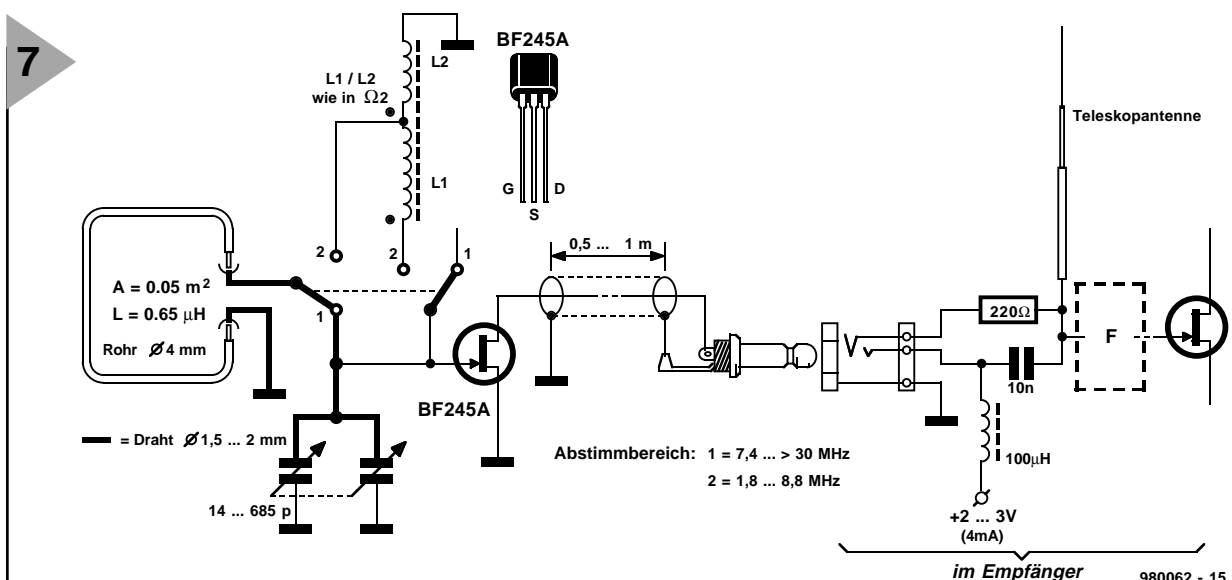 7
BF245A
L2
L1 / L2
wie in Ω2
L1
G
D
S
Teleskopantenne
2
2
1
0,5 ... 1 m
A = 0.05 m²
L = 0.65 µH
Rohr Ø 4 mm
1
220Ω
F
10n
BF245A
= Draht Ø 1,5 ... 2 mm
Abstimmbereich: 1 = 7,4 ... > 30 MHz
2 = 1,8 ... 8,8 MHz
100µH
14 ... 685 p
+2 ... 3V
(4mA)
im Empfänger
980062 - 15